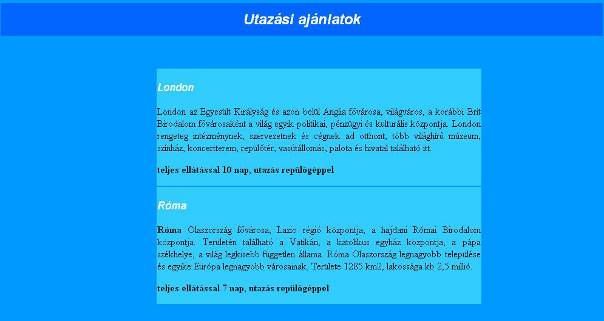 Utazási ajánlatok
London
London az Egyesült Királyság és azon belül Anglia fővárosa, világváros, a korábbi Brit
Birodalom fővárosaként a világ egyik politikai, pénzügyi és kulturális központja. London
rengeteg intézménynek, szervezetnek és cégnek ad otthont, több világhírű múzeum,
színház, koncertterem, repülőtér, vasútállomás, palota és hivatal található itt.
teljes ellátással 10 nap, utazás repülőgéppel
Róma
Róma Olaszország fővárosa, Lazio régió központja, a hajdani Római Birodalom
központja. Területén található a Vatikán, a katolikus egyház központja, a pápa
székhelye, a világ legkisebb független állama. Róma Olaszország legnagyobb települése
és egyike Európa legnagyobb városainak. Területe 1285 km2, lakossága kb 2,5 millió.
teljes ellátással 7 nap, utazás repülőgéppel